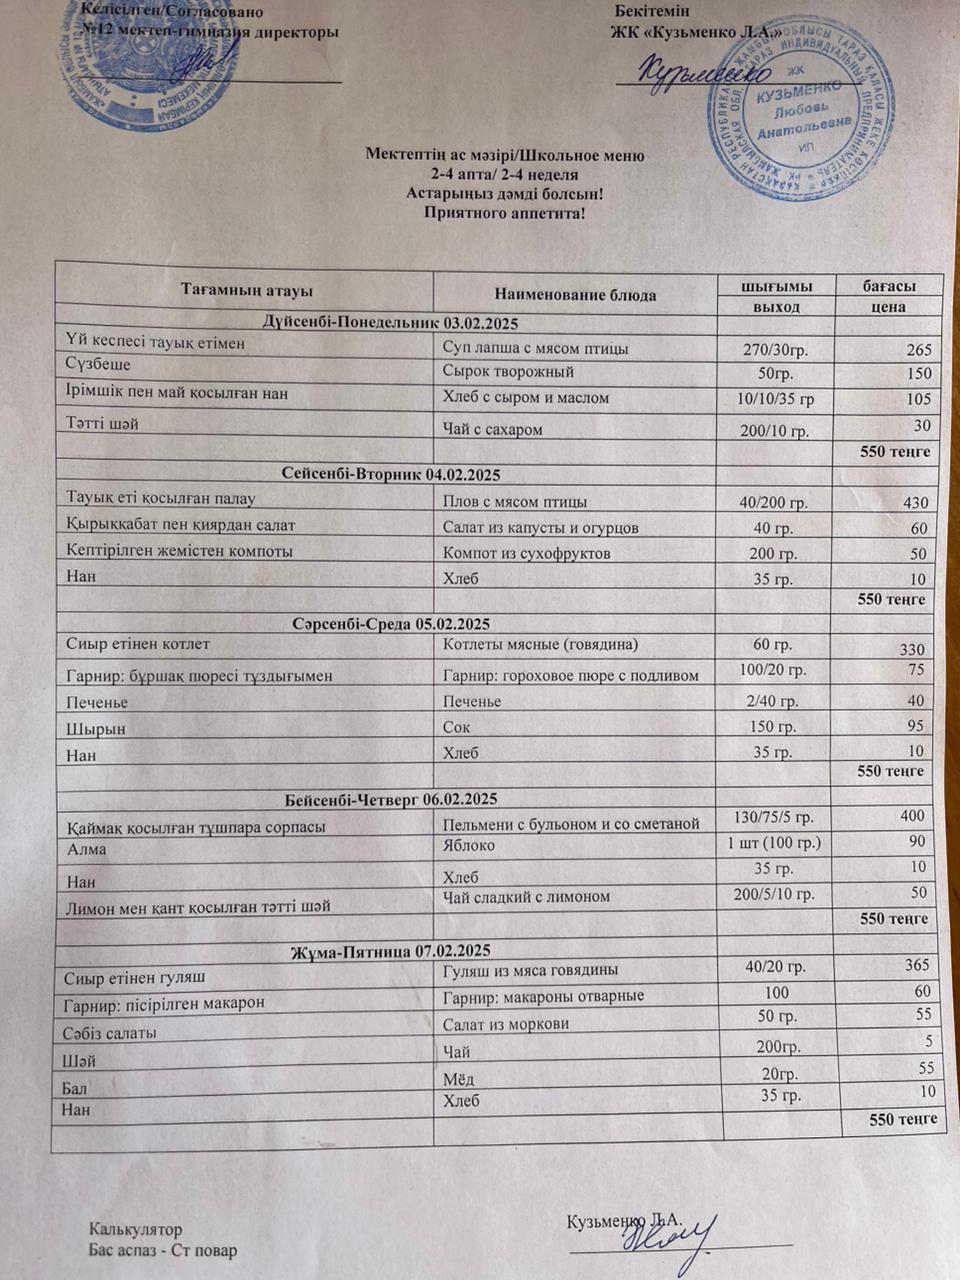 Келісілген/Согласовано
№12 мектеп-гимназия директоры
Бекітемін
ЖК «Кузьменко Л.А.»
Кузьменко
ЖК
КУЗЬМЕНКО
Любовь
Анатольевна
ИП
Мектептің ас мәзірі/Школьное меню
2-4 апта/ 2-4 неделя
Астарыңыз дәмді болсын!
Приятного аппетита!
Тағамның атауы Наименование блюда шығымы бағасы
выход цена
Дүйсенбі-Понедельник 03.02.2025
Үй кеспесі тауық етімен Суп лапша с мясом птицы 270/30гр. 265
Сүзбеше Сырок творожный 50гр. 150
Ірімшік пен май қосылған нан Хлеб с сыром и маслом 10/10/35 гр 105
Тәтті шәй Чай с сахаром 200/10 гр. 30
550 теңге
Сейсенбі-Вторник 04.02.2025
Тауық еті қосылған палау Плов с мясом птицы 40/200 гр. 430
Қырыққабат пен киярдан салат Салат из капусты и огурцов 40 гр. 60
Кептірілген жемістен компоты Компот из сухофруктов 200 гр. 50
Нан Хлеб 35 гр. 10
550 теңге
Сәрсенбі-Среда 05.02.2025
Сиыр етінен котлет Котлеты мясные (говядина) 60 гр. 330
Гарнир: бұршақ пюресі тұздығымен Гарнир: гороховое пюре с подливом 100/20 гр. 75
Печенье Печенье 2/40 гр. 40
Шырын Сок 150 гр. 95
Нан Хлеб 35 гр. 10
550 теңге
Бейсенбі-Четверг 06.02.2025
Қаймақ қосылған тұшпара сорпасы Пельмени с бульоном и со сметаной 130/75/5 гр. 400
Алма Яблоко 1 шт (100 гр.) 90
Нан Хлеб 35 гр. 10
Лимон мен қант қосылған тәтті шәй Чай сладкий с лимоном 200/5/10 гр. 50
550 теңге
Жұма-Пятница 07.02.2025
Сиыр етінен гуляш Гуляш из мяса говядины 40/20 гр. 365
Гарнир: пісірілген макарон Гарнир: макароны отварные 100 60
Сәбіз салаты Салат из моркови 50 гр. 55
Шәй Чай 200гр. 5
Бал Мёд 20гр. 55
Нан Хлеб 35 гр. 10
550 теңге
Калькулятор Кузьменко Л.А.
Бас аспаз - Ст повар